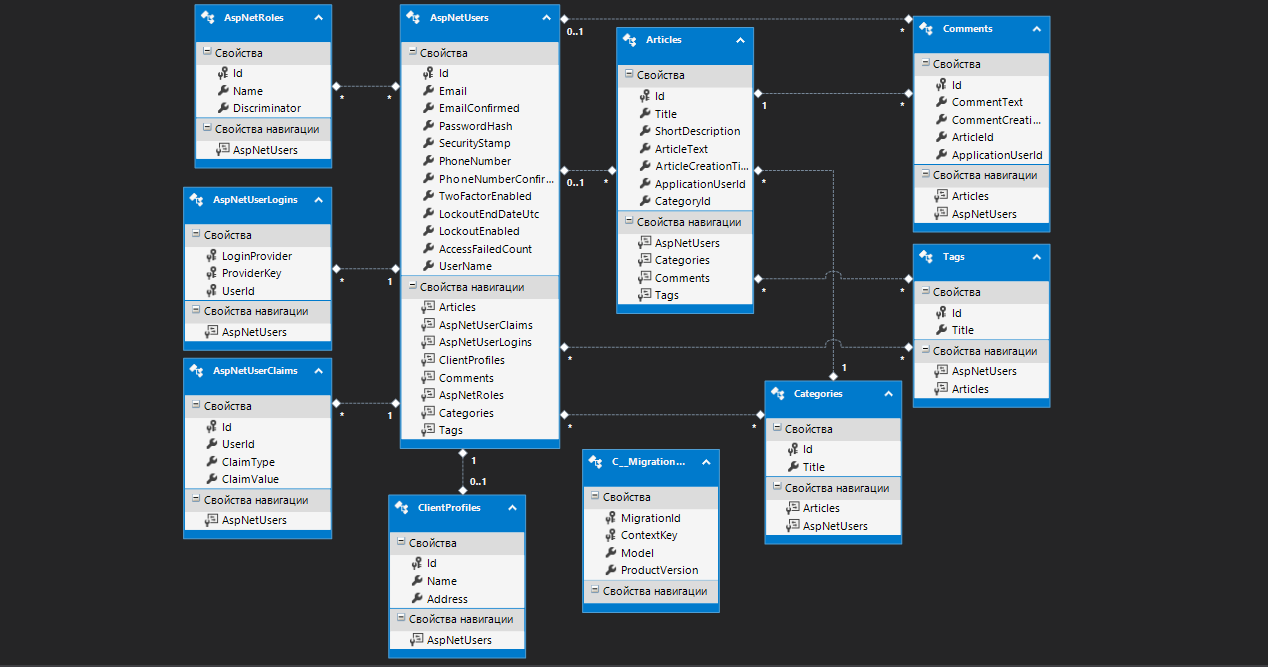 AspNetRoles
Свойства
Id
Name
Discriminator
Свойства навигации
AspNetUsers
*
*
AspNetUserLogins
Свойства
LoginProvider
ProviderKey
UserId
Свойства навигации
AspNetUsers
*
1
AspNetUserClaims
Свойства
Id
UserId
ClaimType
ClaimValue
Свойства навигации
AspNetUsers
*
1
AspNetUsers
Свойства
Id
Email
EmailConfirmed
PasswordHash
SecurityStamp
PhoneNumber
PhoneNumberConfir...
TwoFactorEnabled
LockoutEndDateUtc
LockoutEnabled
AccessFailedCount
UserName
Свойства навигации
Articles
AspNetUserClaims
AspNetUserLogins
ClientProfiles
Comments
AspNetRoles
Categories
Tags
1
0..1
ClientProfiles
Свойства
Id
Name
Address
Свойства навигации
AspNetUsers
0..1
*
0..1
*
*
*
*
*
Articles
Свойства
Id
Title
ShortDescription
ArticleText
ArticleCreationTi...
ApplicationUserId
CategoryId
Свойства навигации
AspNetUsers
Categories
Comments
Tags
1
*
*
1
*
*
C__Migration...
Свойства
MigrationId
ContextKey
Model
ProductVersion
Свойства навигации
Categories
Свойства
Id
Title
Свойства навигации
Articles
AspNetUsers
Comments
Свойства
Id
CommentText
CommentCreati...
ArticleId
ApplicationUserId
Свойства навигации
Articles
AspNetUsers
Tags
Свойства
Id
Title
Свойства навигации
AspNetUsers
Articles